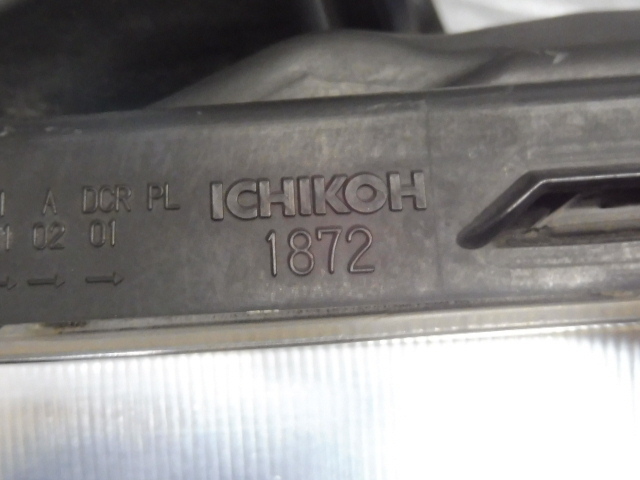 A DCR PL ICHIKOH
02 01 1872
→ → →